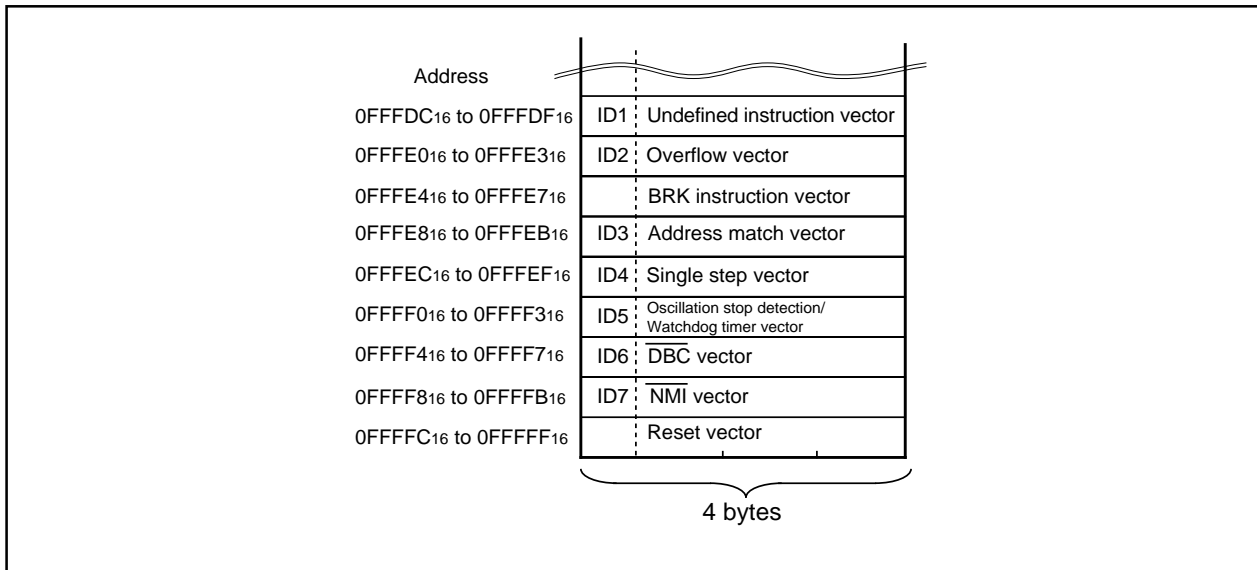 Address
0FFFDC16 to 0FFFDF16 ID1 Undefined instruction vector
0FFFE016 to 0FFFE316 ID2 Overflow vector
0FFFE416 to 0FFFE716 BRK instruction vector
0FFFE816 to 0FFFEB16 ID3 Address match vector
0FFFEC16 to 0FFFEF16 ID4 Single step vector
0FFFF016 to 0FFFF316 ID5 Oscillation stop detection/
Watchdog timer vector
0FFFF416 to 0FFFF716 ID6 DBC vector
0FFFF816 to 0FFFFB16 ID7 NMI vector
0FFFFC16 to 0FFFFF16 Reset vector
4 bytes